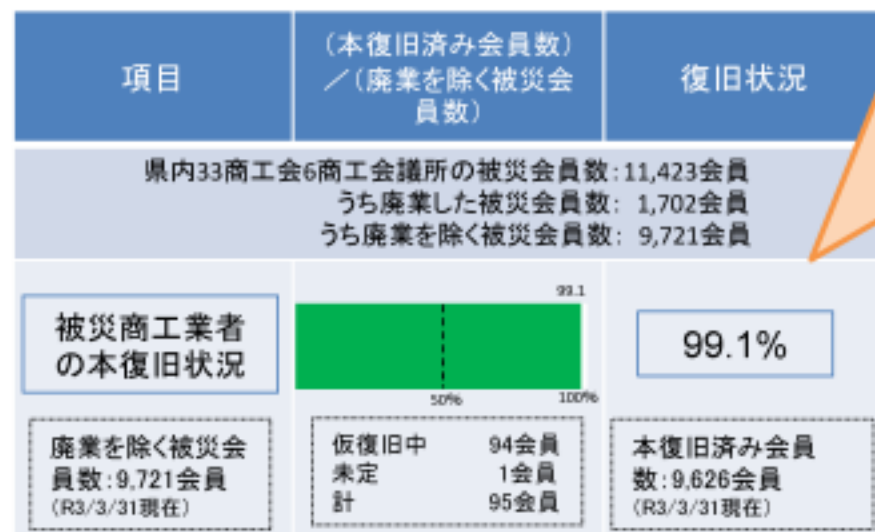 項目
(本復旧済み会員数)
／(廃業を除く被災会
員数)
復旧状況
県内33商工会6商工会議所の被災会員数：11,423会員
うち廃業した被災会員数： 1,702会員
うち廃業を除く被災会員数： 9,721会員
被災商工業者
の本復旧状況
99.1
50%
100%
99.1%
廃業を除く被災会
員数：9,721会員
(R3/3/31現在)
仮復旧中 94会員
未定 1会員
計 95会員
本復旧済み会員
数：9,626会員
(R3/3/31現在)